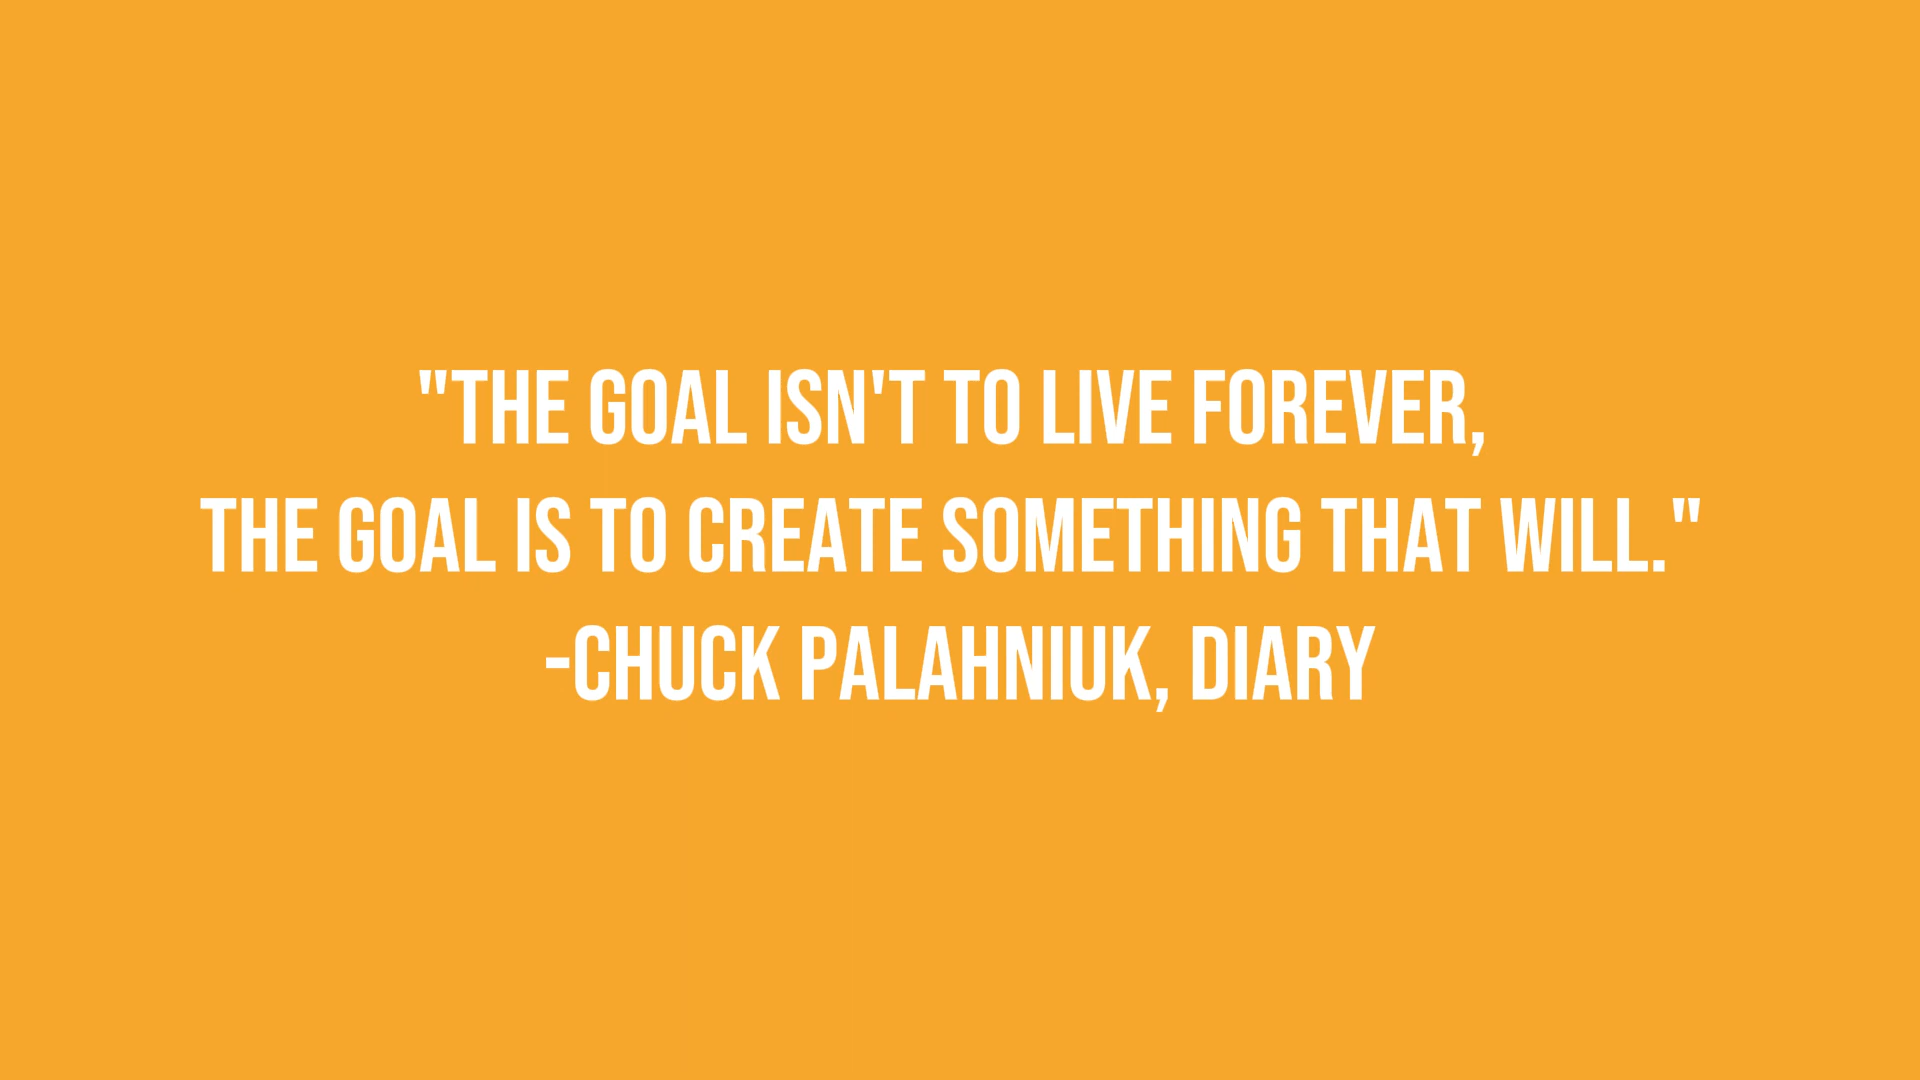 "THE GOAL ISN'T TO LIVE FOREVER,
THE GOAL IS TO CREATE SOMETHING THAT WILL."
-CHUCK PALAHNIUK, DIARY